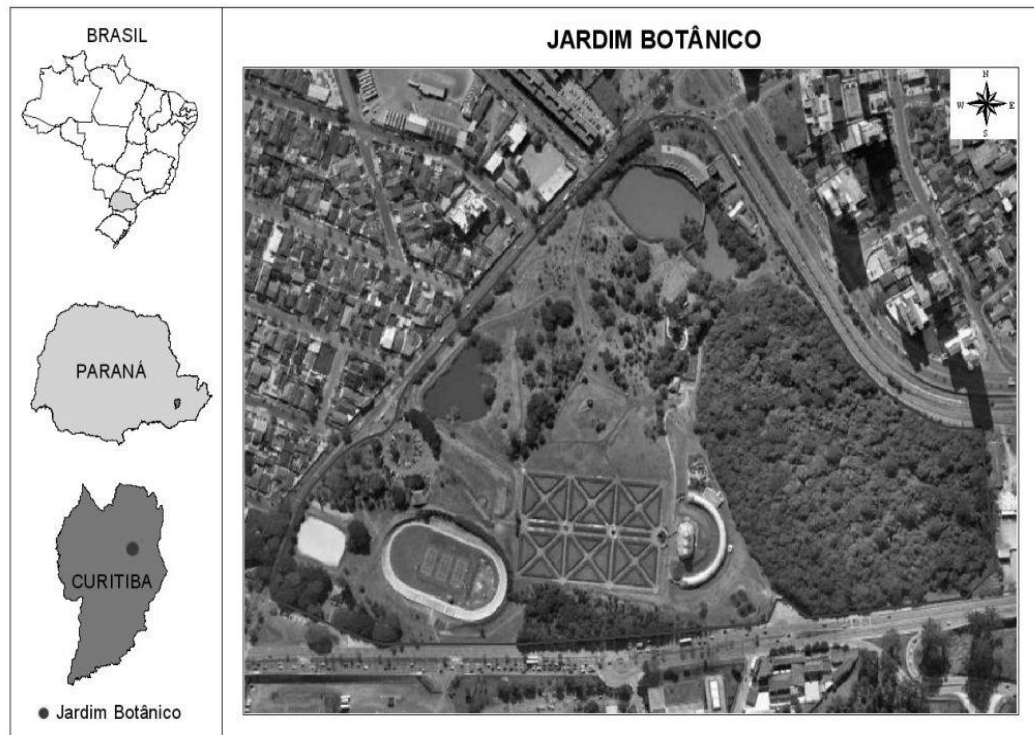 BRASIL
PARANÁ
CURITIBA
Jardim Botânico
JARDIM BOTÂNICO
N
W E
S